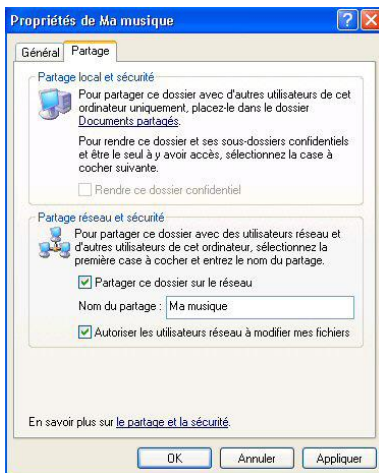 Propriétés de Ma musique
Général Partage
Partage local et sécurité
Pour partager ce dossier avec d'autres utilisateurs de cet
ordinateur uniquement, placez-le dans le dossier
Documents partagés.
Pour rendre ce dossier et ses sous-dossiers confidentiels
et être le seul à y avoir accès, sélectionnez la case à
cocher suivante.
Rendre ce dossier confidentiel
Partage réseau et sécurité
Pour partager ce dossier avec des utilisateurs réseau et
d'autres utilisateurs de cet ordinateur, sélectionnez la
première case à cocher et entrez le nom du partage.
Partager ce dossier sur le réseau
Nom du partage : Ma musique
Autoriser les utilisateurs réseau à modifier mes fichiers
En savoir plus sur le partage et la sécurité.
OK Annuler Appliquer